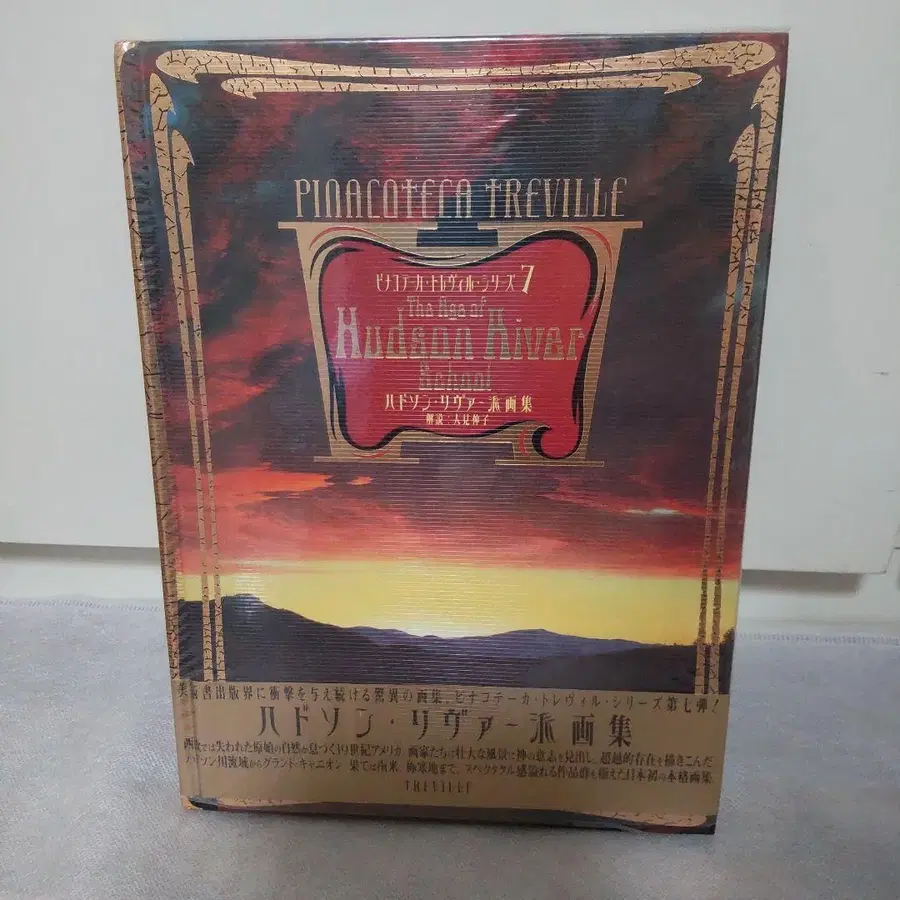 PINACOTECA TREVILLE
ピナコテーカ・トレヴィル・シリーズ 7
The Age of
Hudson River
School
ハドソン・リヴァー派画集
解説：人見伸子
美術書出版界に衝撃を与え続ける驚異の画集、ピナコテーカ・トレヴィル・シリーズ第七弾！
ハドソン・リヴァー派画集
西欧では失われた原始の自然が息づく19世紀アメリカ。画家たちは壮大な風景に神の意志を見出し、超越的存在を描きこんだ
ハドソン川流域からグランド・キャニオン 果ては南米、極寒地まで、スペクタクル感溢れる作品群を揃えた日本初の本格画集
TREVILLE